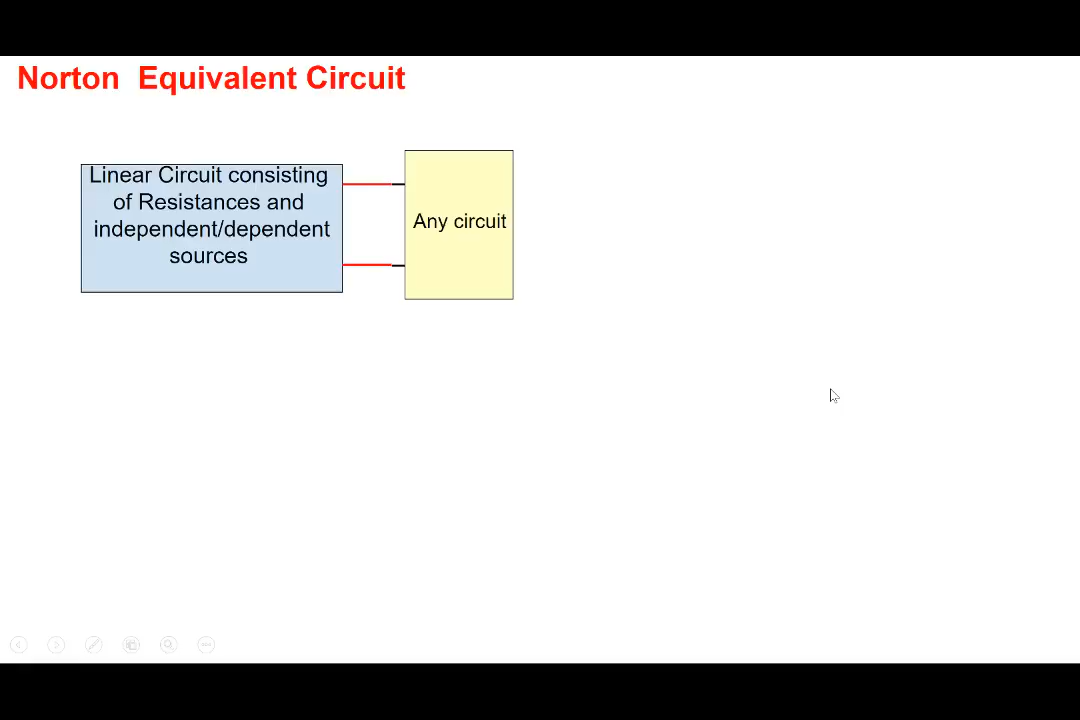 Norton  Equivalent Circuit
Linear Circuit consisting
of Resistances and
independent/dependent
sources
Any circuit